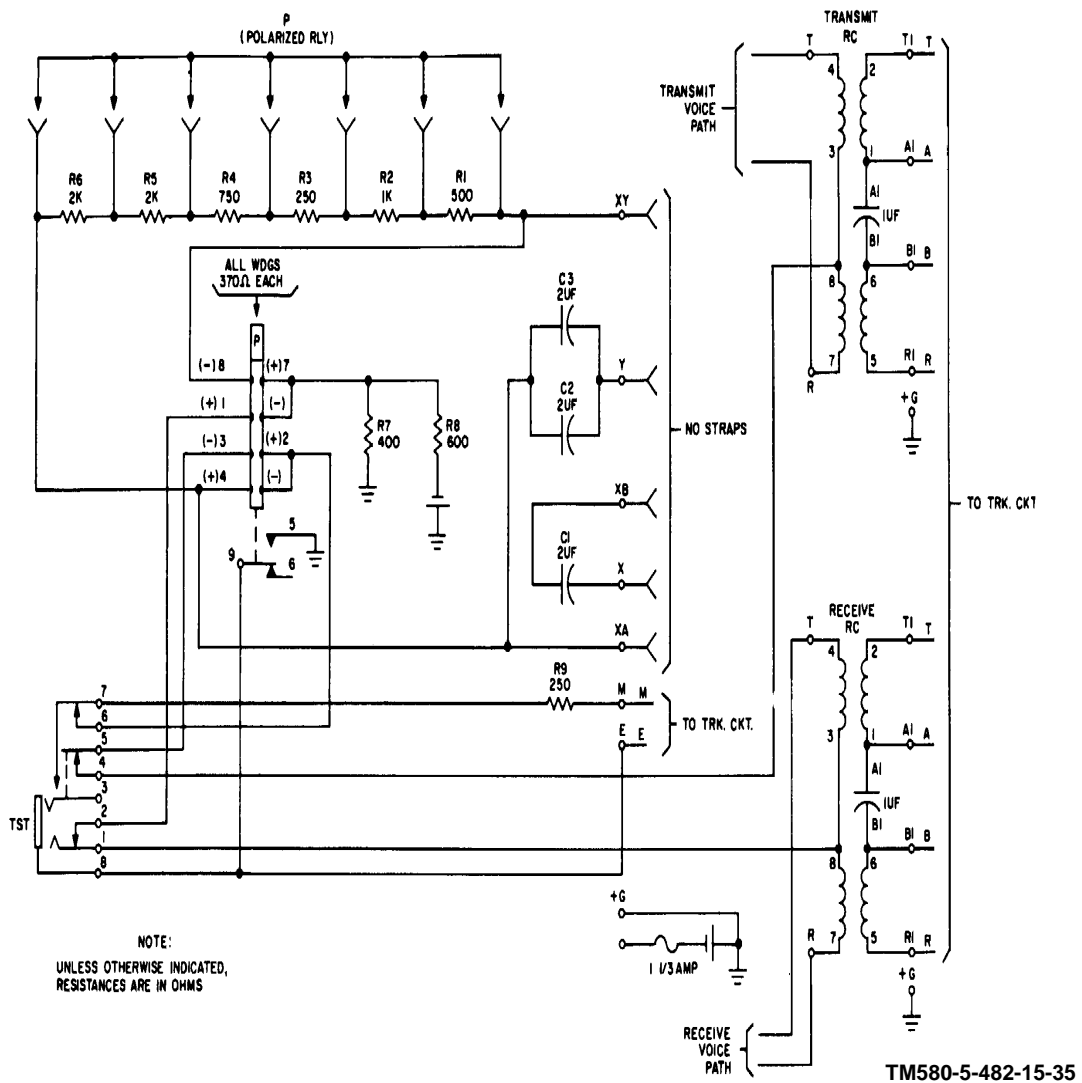 P
(POLARIZED RLY)
R6
2K
R5
2K
R4
750
R3
250
R2
1K
R1
500
XY
ALL WDGS
370Ω EACH
P
(-)8
(+)7
(+)1
(-)
(-)3
(+)2
(+)4
(-)
R7
400
R8
600
5
9
6
C3
2UF
C2
2UF
Y
XB
C1
2UF
X
XA
NO STRAPS
R9
250
M M
E E
TO TRK. CKT.
7
6
5
4
3
2
1
8
TST
+G
1 1/3 AMP
NOTE:
UNLESS OTHERWISE INDICATED,
RESISTANCES ARE IN OHMS
TRANSMIT
RC
TRANSMIT
VOICE
PATH
T
4
2
T1 T
3
1
A1 A
A1
1UF
B1
B1 B
8
6
7
5
R
R1 R
+G
TO TRK. CKT
RECEIVE
RC
T
4
2
T1 T
3
1
A1 A
A1
1UF
B1
B1 B
8
6
R
7
5
R1 R
+G
RECEIVE
VOICE
PATH
TM580-5-482-15-35